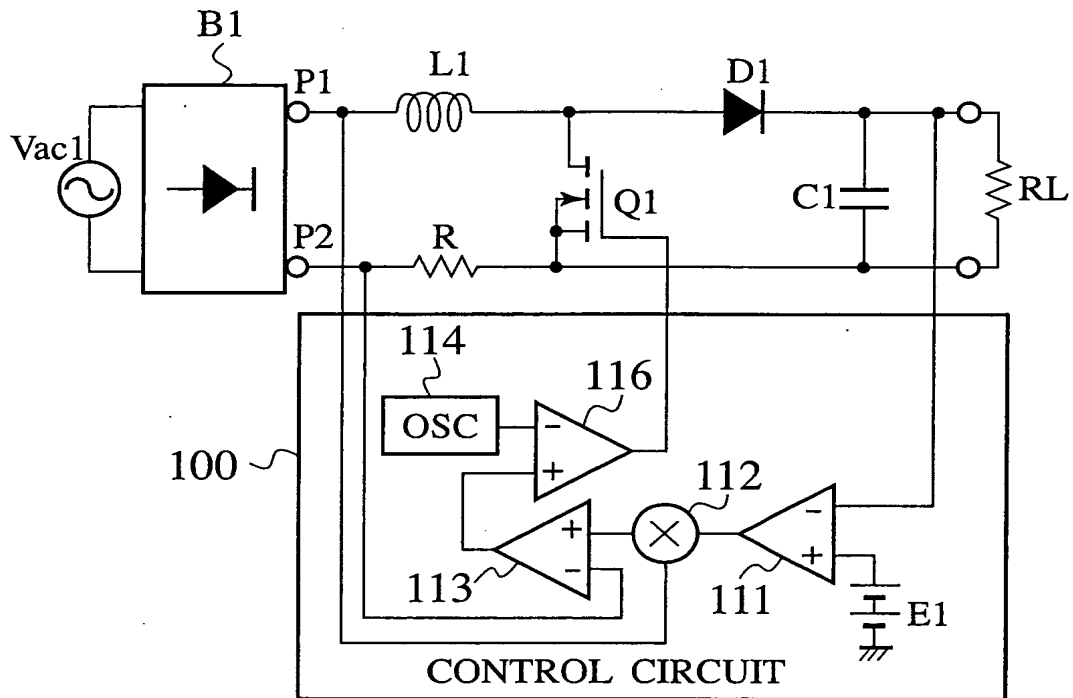 B1
P1
L1
D1
Vac1
Q1
C1
RL
P2
R
114
116
OSC
-
+
100
112
+
-
-
+
113
111
E1
CONTROL CIRCUIT